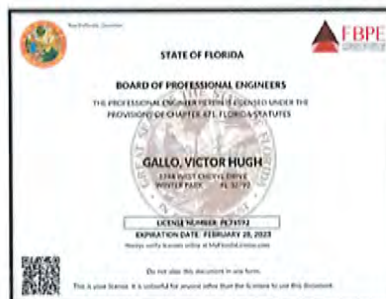 STATE OF FLORIDA
FBPE
BOARD OF PROFESSIONAL ENGINEERS
THE PROFESSIONAL ENGINEER HEREIN IS LICENSED UNDER THE
PROVISIONS OF CHAPTER 471, FLORIDA STATUTES
GALLO, VICTOR HUGH
WEST DRIVE
WINTER PARK FL
LICENSE NUMBER:
EXPIRATION DATE: FEBRUARY 28, 2023
Always verify licenses online at MyFloridaLicense.com
Do not alter this document in any form.
This is your license. It is unlawful for anyone other than the licensee to use this document.